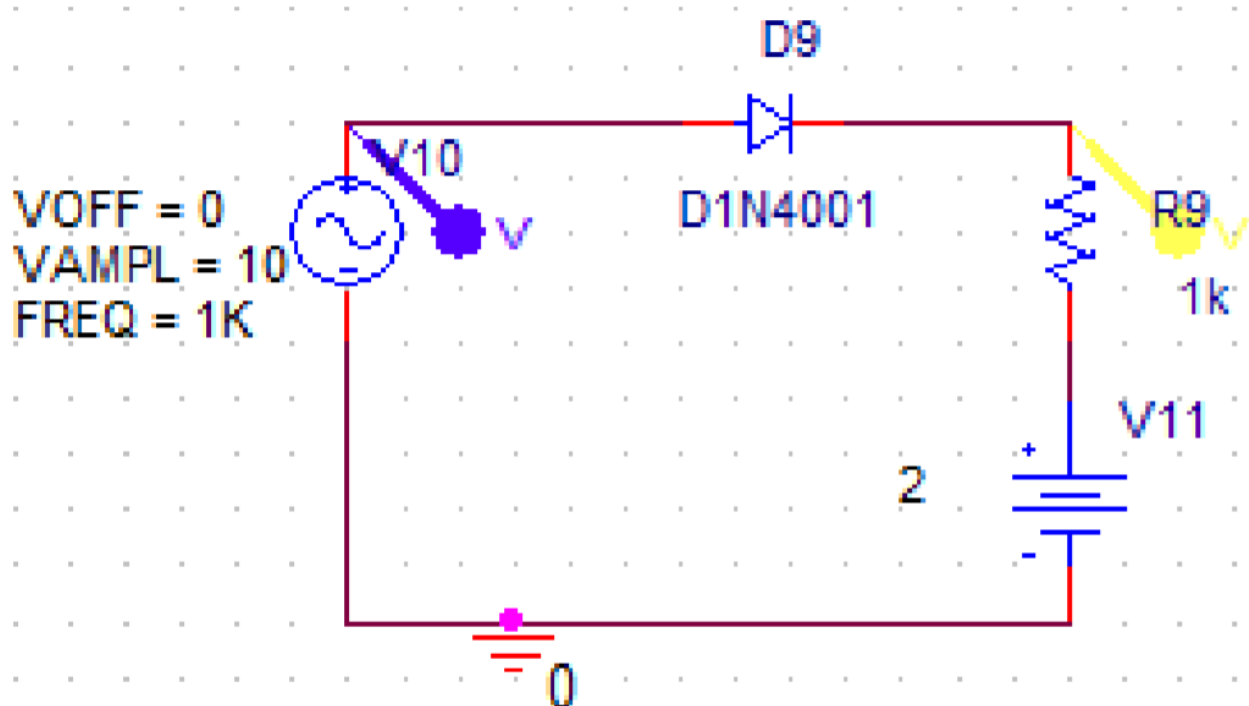 D9
V10
V
VOFF = 0
VAMPL = 10
FREQ = 1K
D1N4001
R9
V
1k
V11
+
2
-
0